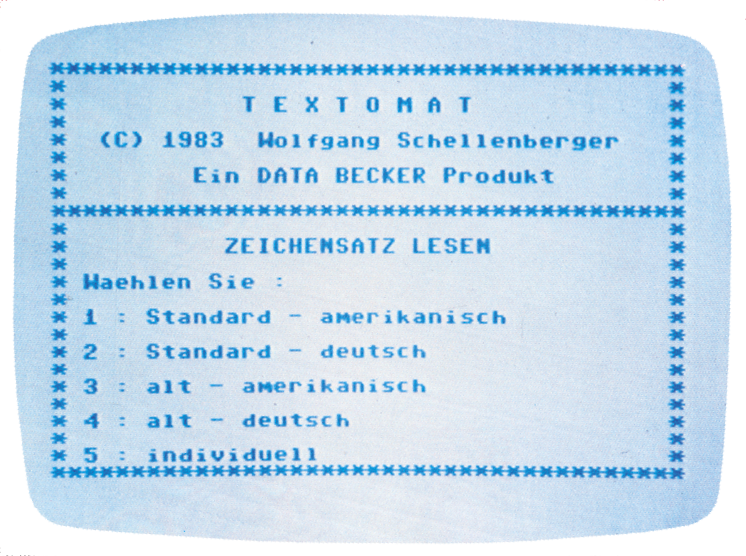 T E X T O M A T
(C) 1983 Wolfgang Schellenberger
Ein DATA BECKER Produkt
ZEICHENSATZ LESEN
Waehlen Sie :
1 : Standard - amerikanisch
2 : Standard - deutsch
3 : alt - amerikanisch
4 : alt - deutsch
5 : individuell